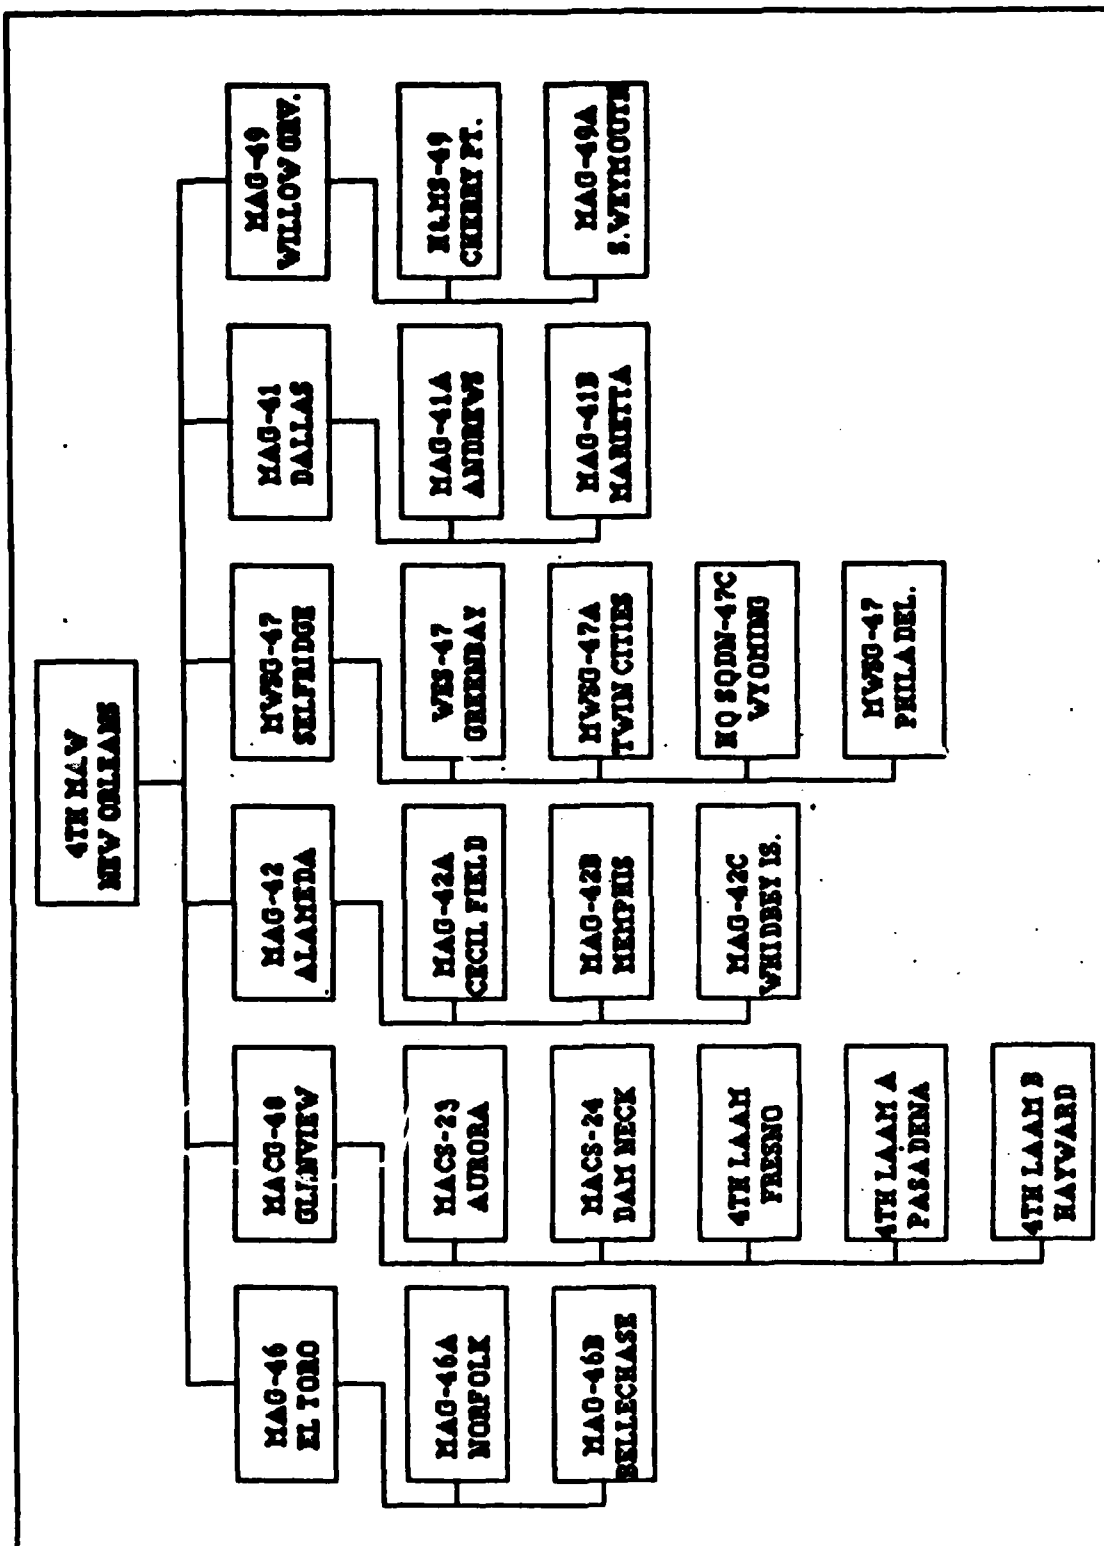 4TH MAW
NEW ORLEANS
MAG-46
EL TORO
MACG-48
GLENVIEW
MAG-42
ALAMEDA
MWSG-47
SELFRIDGE
MAG-41
DALLAS
MAG-49
WILLOW GRV.
MAG-46A
NORFOLK
MAG-46B
BELLECHASE
MACS-23
AURORA
MACS-24
DAM NECK
4TH LAAM
FRESNO
4TH LAAM A
PASADENA
4TH LAAM B
HAYWARD
MAG-42A
CECIL FIELD
MAG-42B
MEMPHIS
MAG-42C
WHIDBEY IS.
WES-47
GREENBAY
MWSG-47A
TWIN CITIES
HQ SQDN-47C
WYOMING
MWSG-47
PHILADEL.
MAG-41A
ANDREWS
MAG-41B
MARIETTA
H&MS-49
CHERRY PT.
MAG-49A
S.WEYMOUTH